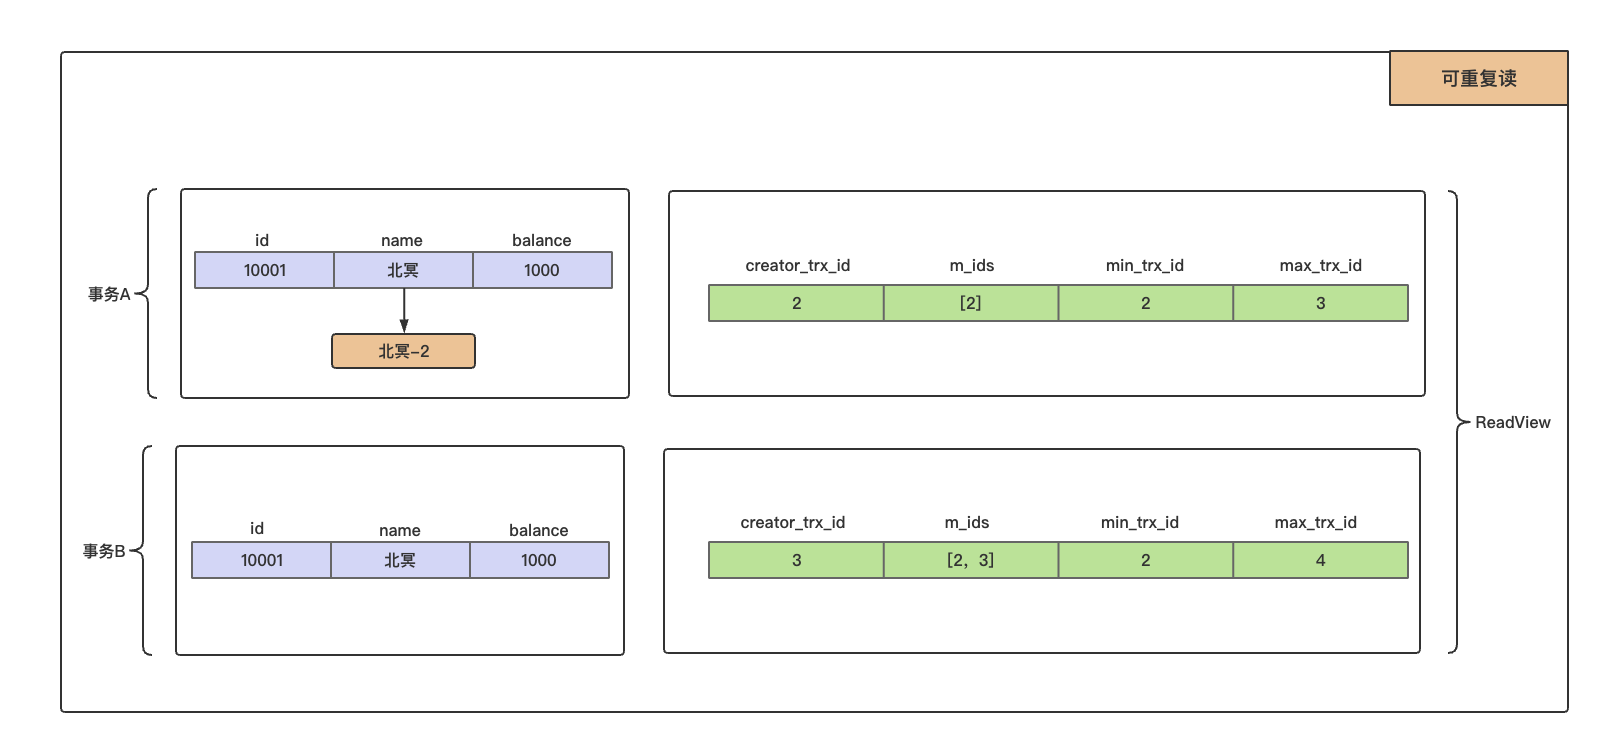 可重复读
事务A
id name balance
10001 北冥 1000
北冥-2
creator_trx_id m_ids min_trx_id max_trx_id
2 [2] 2 3
ReadView
事务B
id name balance
10001 北冥 1000
creator_trx_id m_ids min_trx_id max_trx_id
3 [2, 3] 2 4